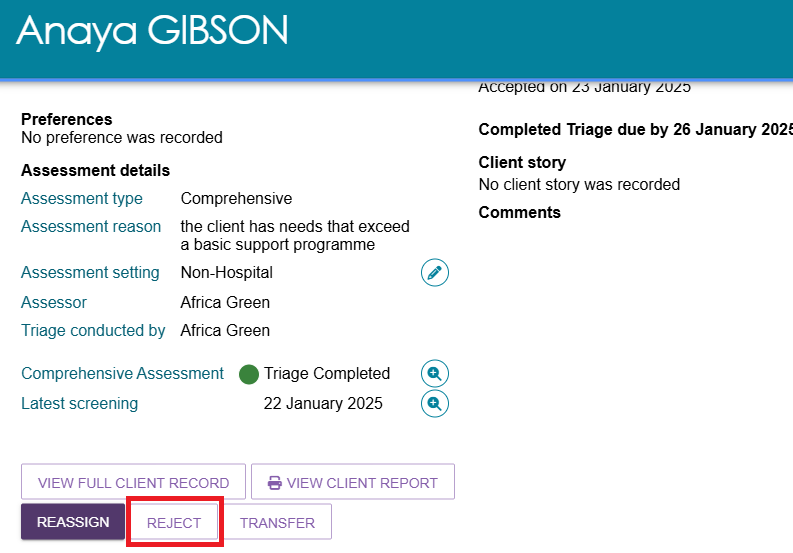 Anaya GIBSON
Preferences
No preference was recorded
Assessment details
Assessment type Comprehensive
Assessment reason the client has needs that exceed
a basic support programme
Assessment setting Non-Hospital
Assessor Africa Green
Triage conducted by Africa Green
Comprehensive Assessment Triage Completed
Latest screening 22 January 2025
Accepted on 23 January 2025
Completed Triage due by 26 January 2025
Client story
No client story was recorded
Comments
VIEW FULL CLIENT RECORD VIEW CLIENT REPORT
REASSIGN REJECT TRANSFER